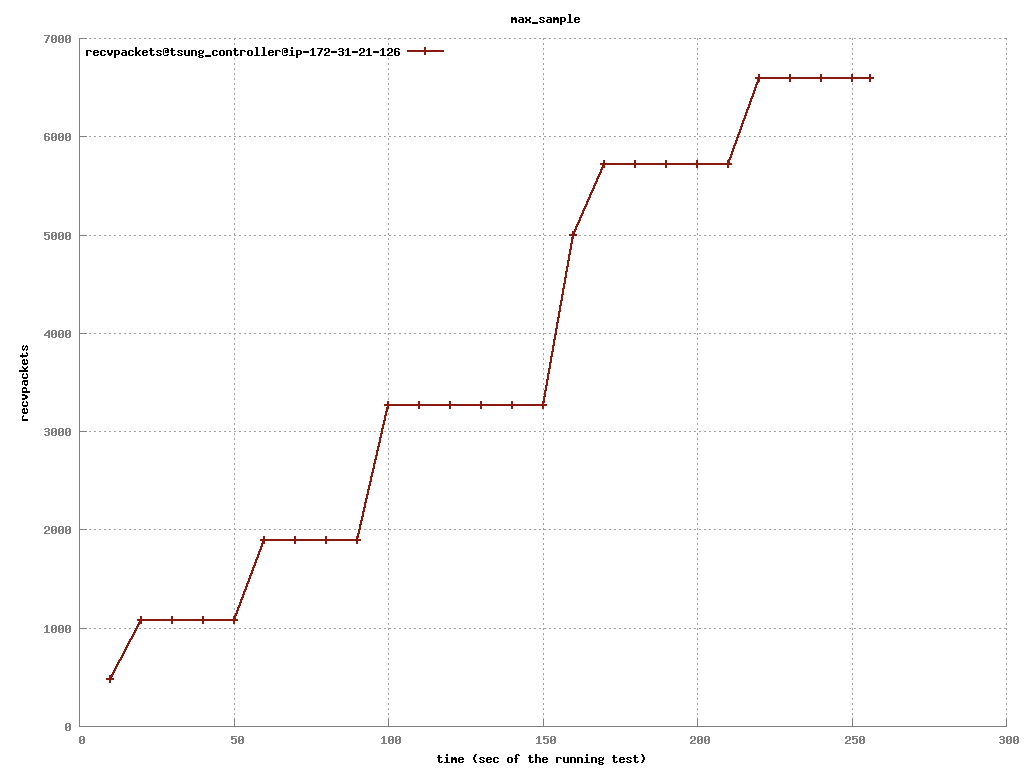 max_sample
7000
recvpackets@tsung_controller@ip-172-31-21-126
6000
5000
4000
recvpackets
3000
2000
1000
0
0 50 100 150 200 250 300
time (sec of the running test)